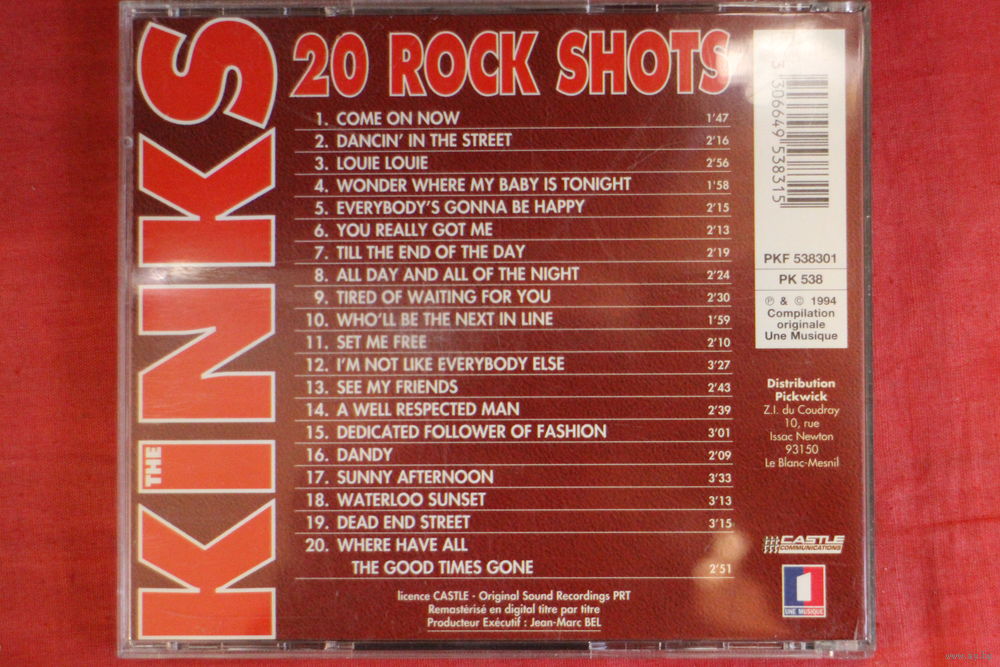 THE KINKS
20 ROCK SHOTS
1. COME ON NOW 1'47
2. DANCIN' IN THE STREET 2'16
3. LOUIE LOUIE 2'56
4. WONDER WHERE MY BABY IS TONIGHT 1'58
5. EVERYBODY'S GONNA BE HAPPY 2'15
6. YOU REALLY GOT ME 2'13
7. TILL THE END OF THE DAY 2'19
8. ALL DAY AND ALL OF THE NIGHT 2'24
9. TIRED OF WAITING FOR YOU 2'30
10. WHO'LL BE THE NEXT IN LINE 1'59
11. SET ME FREE 2'10
12. I'M NOT LIKE EVERYBODY ELSE 3'27
13. SEE MY FRIENDS 2'43
14. A WELL RESPECTED MAN 2'39
15. DEDICATED FOLLOWER OF FASHION 3'01
16. DANDY 2'09
17. SUNNY AFTERNOON 3'33
18. WATERLOO SUNSET 3'13
19. DEAD END STREET 3'15
20. WHERE HAVE ALL
THE GOOD TIMES GONE 2'51
licence CASTLE - Original Sound Recordings PRT
Remastérisé en digital titre par titre
Producteur Exécutif : Jean-Marc BEL
3 306649 538315
PKF 538301
PK 538
℗ & © 1994
Compilation
originale
Une Musique
Distribution
Pickwick
Z.I. du Coudray
10, rue
Issac Newton
93150
Le Blanc-Mesnil
CASTLE
COMMUNICATIONS
1
UNE MUSIQUE